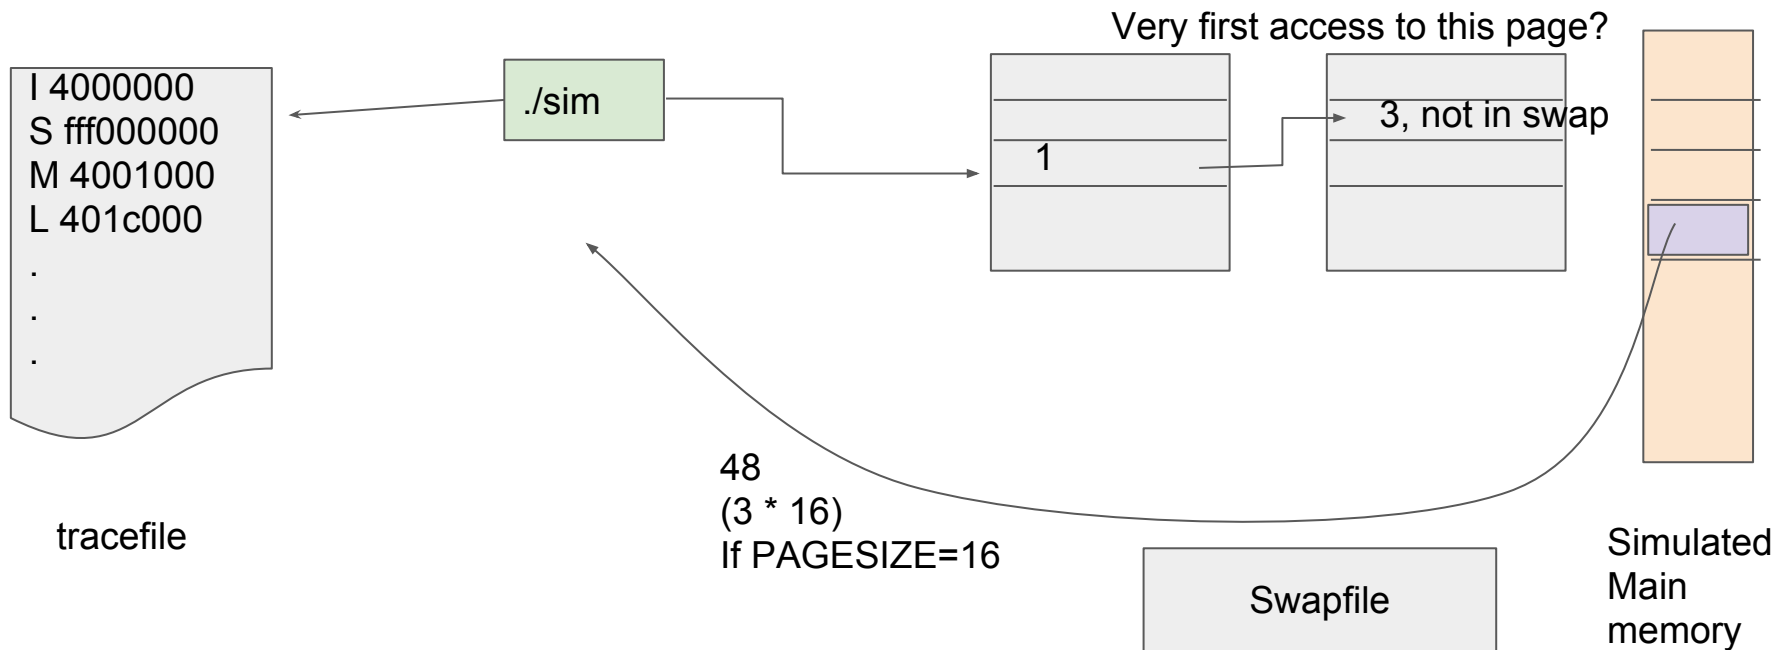 Very first access to this page?
I 4000000
S fff000000
M 4001000
L 401c000
.
.
.
./sim
1
3, not in swap
48
(3 * 16)
If PAGESIZE=16
tracefile
Swapfile
Simulated
Main
memory